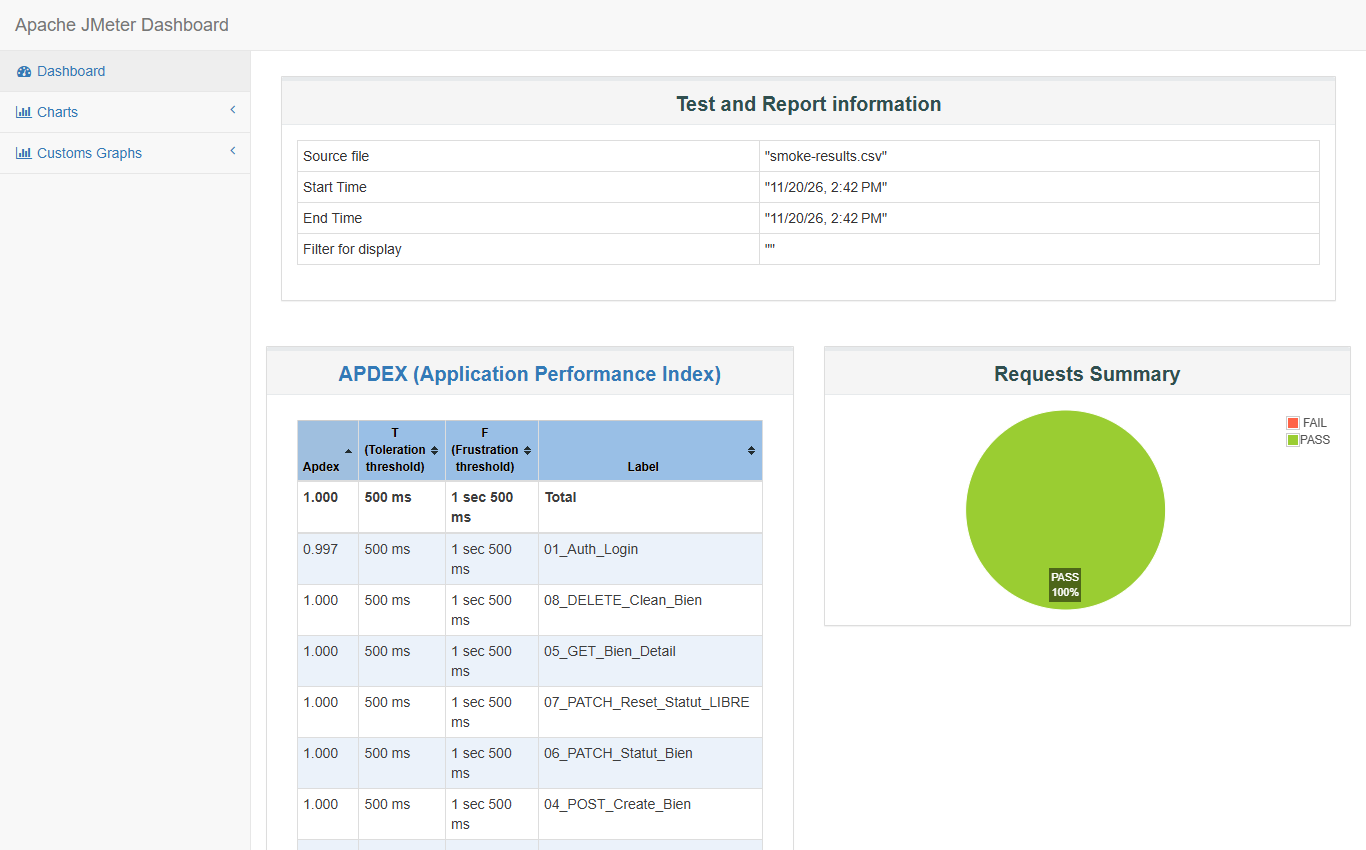 Apache JMeter Dashboard
Dashboard
Charts
Customs Graphs
Test and Report information
Source file "smoke-results.csv"
Start Time "11/20/26, 2:42 PM"
End Time "11/20/26, 2:42 PM"
Filter for display ""
APDEX (Application Performance Index)
Apdex T (Toleration threshold) F (Frustration threshold) Label
1.000 500 ms 1 sec 500 ms Total
0.997 500 ms 1 sec 500 ms 01_Auth_Login
1.000 500 ms 1 sec 500 ms 08_DELETE_Clean_Bien
1.000 500 ms 1 sec 500 ms 05_GET_Bien_Detail
1.000 500 ms 1 sec 500 ms 07_PATCH_Reset_Statut_LIBRE
1.000 500 ms 1 sec 500 ms 06_PATCH_Statut_Bien
1.000 500 ms 1 sec 500 ms 04_POST_Create_Bien
Requests Summary
FAIL
PASS
PASS
100%